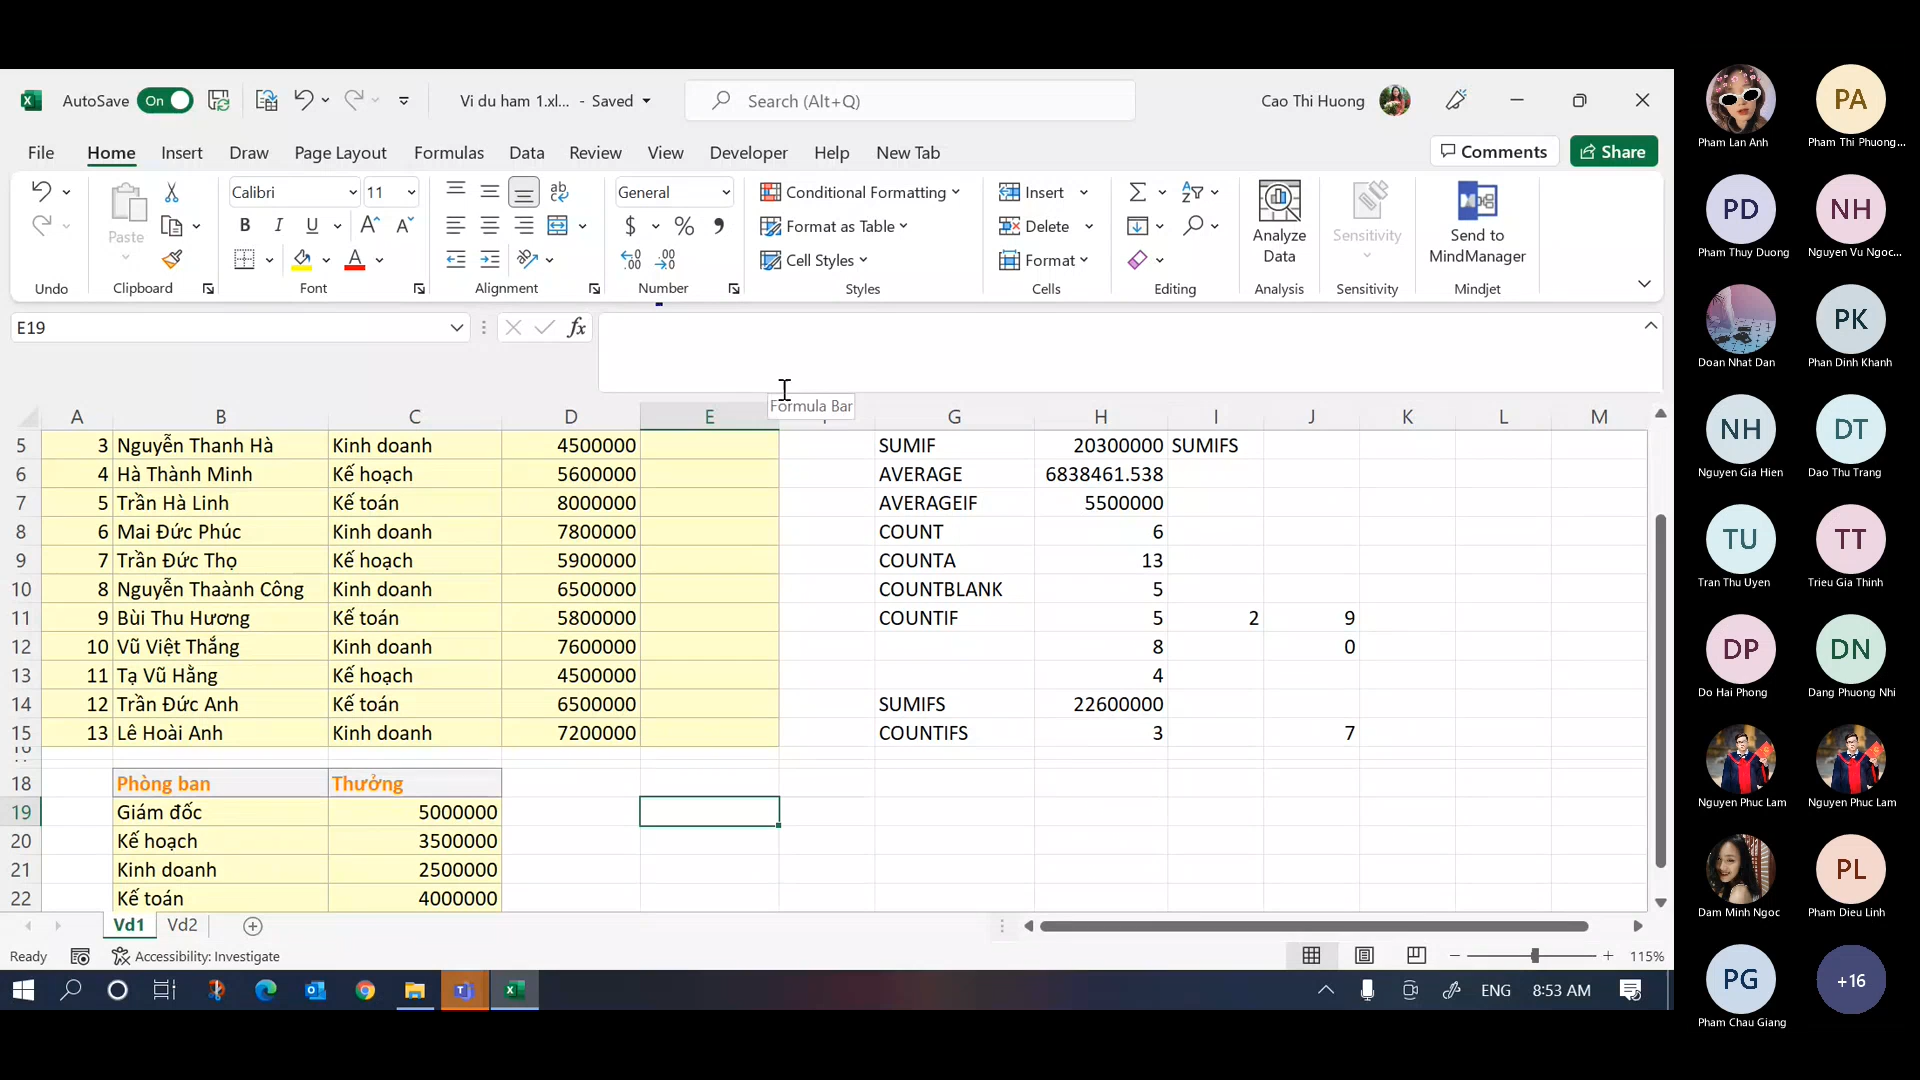 AutoSave On Vi du ham 1.xl... - Saved Search (Alt+Q) Cao Thi Huong
File Home Insert Draw Page Layout Formulas Data Review View Developer Help New Tab Comments Share
Calibri 11 ab General Conditional Formatting Insert
Paste B I U A A $ % Format as Table Delete Analyze Data Sensitivity Send to MindManager
A Cell Styles Format
Undo Clipboard Font Alignment Number Styles Cells Editing Analysis Sensitivity Mindjet
E19 fx
Formula Bar
A B C D E G H I J K L M
5 3 Nguyễn Thanh Hà Kinh doanh 4500000 SUMIF 20300000 SUMIFS
6 4 Hà Thành Minh Kế hoạch 5600000 AVERAGE 6838461.538
7 5 Trần Hà Linh Kế toán 8000000 AVERAGEIF 5500000
8 6 Mai Đức Phúc Kinh doanh 7800000 COUNT 6
9 7 Trần Đức Thọ Kế hoạch 5900000 COUNTA 13
10 8 Nguyễn Thaành Công Kinh doanh 6500000 COUNTBLANK 5
11 9 Bùi Thu Hương Kế toán 5800000 COUNTIF 5 2 9
12 10 Vũ Việt Thắng Kinh doanh 7600000 8 0
13 11 Tạ Vũ Hằng Kế hoạch 4500000 4
14 12 Trần Đức Anh Kế toán 6500000 SUMIFS 22600000
15 13 Lê Hoài Anh Kinh doanh 7200000 COUNTIFS 3 7
18 Phòng ban Thưởng
19 Giám đốc 5000000
20 Kế hoạch 3500000
21 Kinh doanh 2500000
22 Kế toán 4000000
Vd1 Vd2
Ready Accessibility: Investigate 115%
ENG 8:53 AM
PA
Pham Lan Anh Pham Thi Phuong...
PD NH
Pham Thuy Duong Nguyen Vu Ngoc...
PK
Doan Nhat Dan Phan Dinh Khanh
NH DT
Nguyen Gia Hien Dao Thu Trang
TU TT
Tran Thu Uyen Trieu Gia Thinh
DP DN
Do Hai Phong Dang Phuong Nhi
Nguyen Phuc Lam Nguyen Phuc Lam
PL
Dam Minh Ngoc Pham Dieu Linh
PG +16
Pham Chau Giang